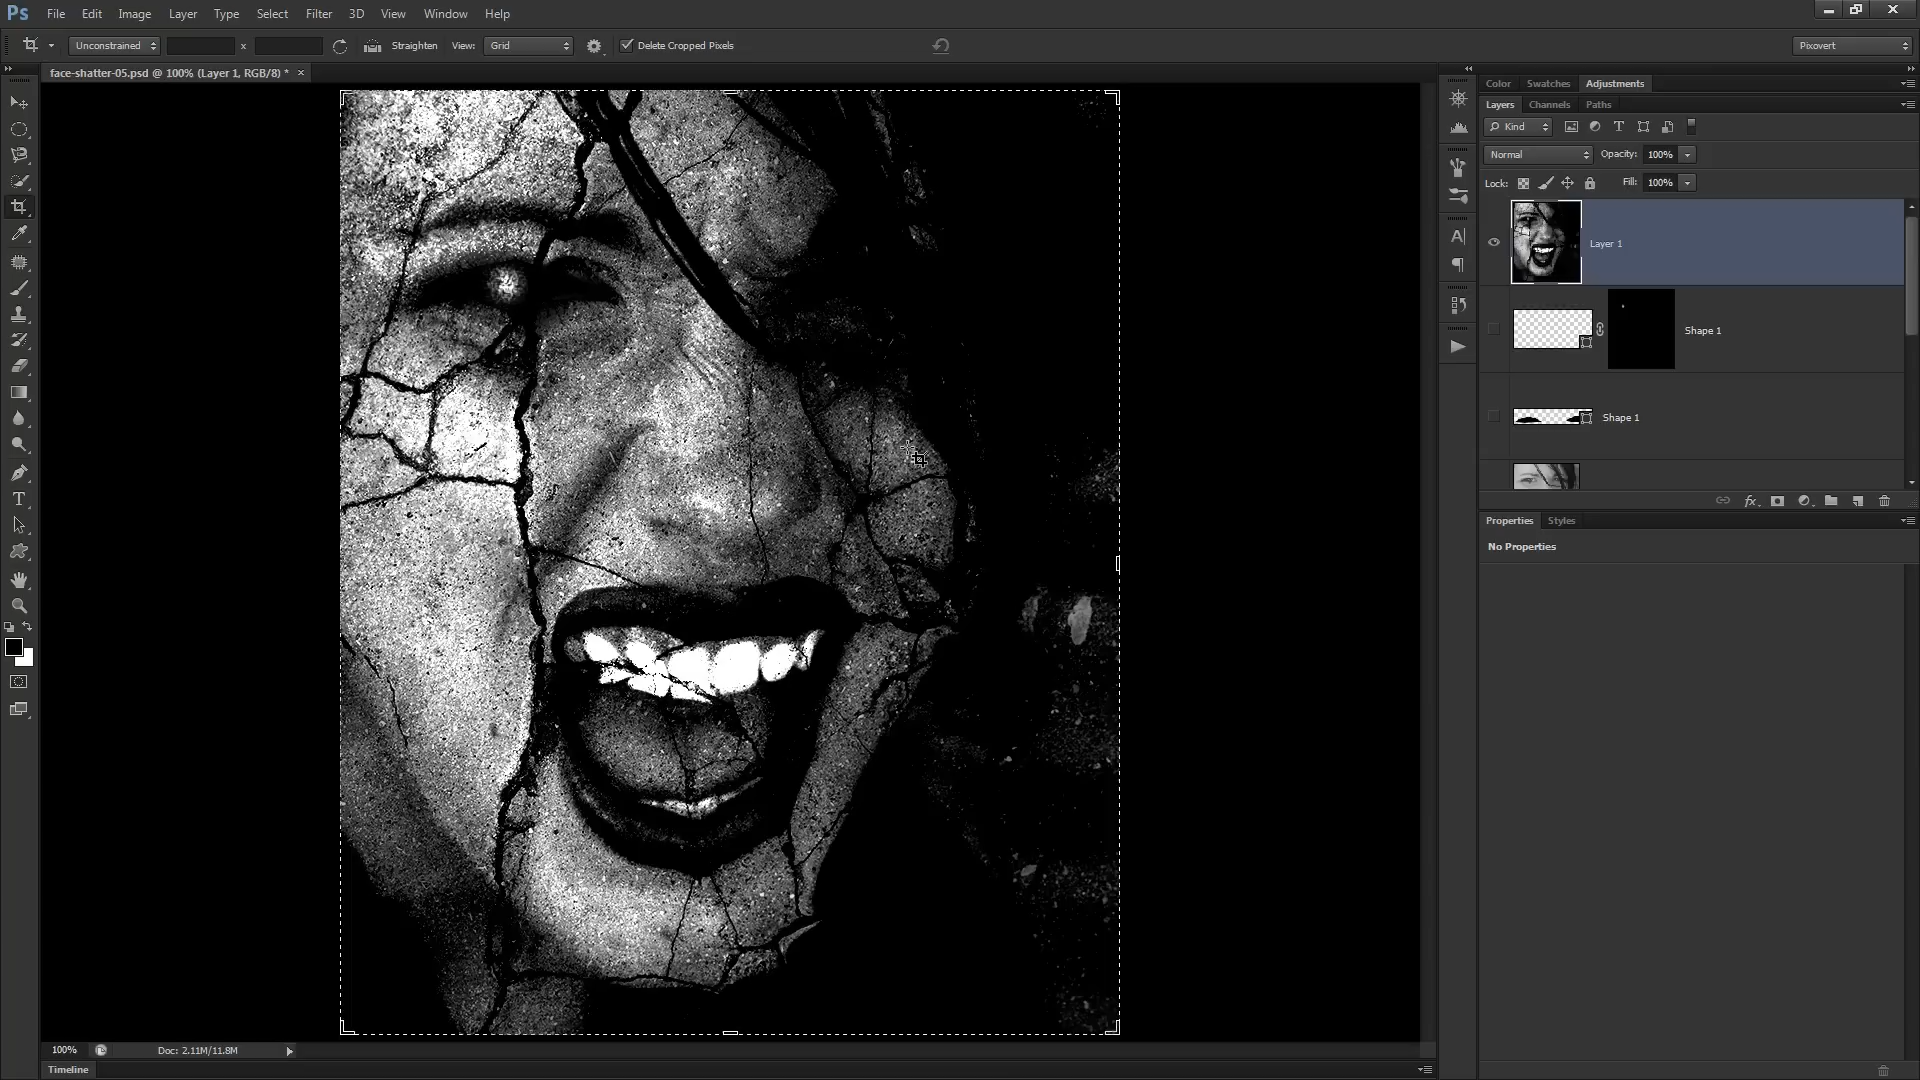 Ps File Edit Image Layer Type Select Filter 3D View Window Help
Unconstrained x Straighten View: Grid Delete Cropped Pixels Pixovert
face-shatter-05.psd @ 100% (Layer 1, RGB/8) * ×
Color Swatches Adjustments
Layers Channels Paths
Kind
Normal Opacity: 100%
Lock: Fill: 100%
Layer 1
Shape 1
Shape 1
Properties Styles
No Properties
100% Doc: 2.11M/11.8M
Timeline